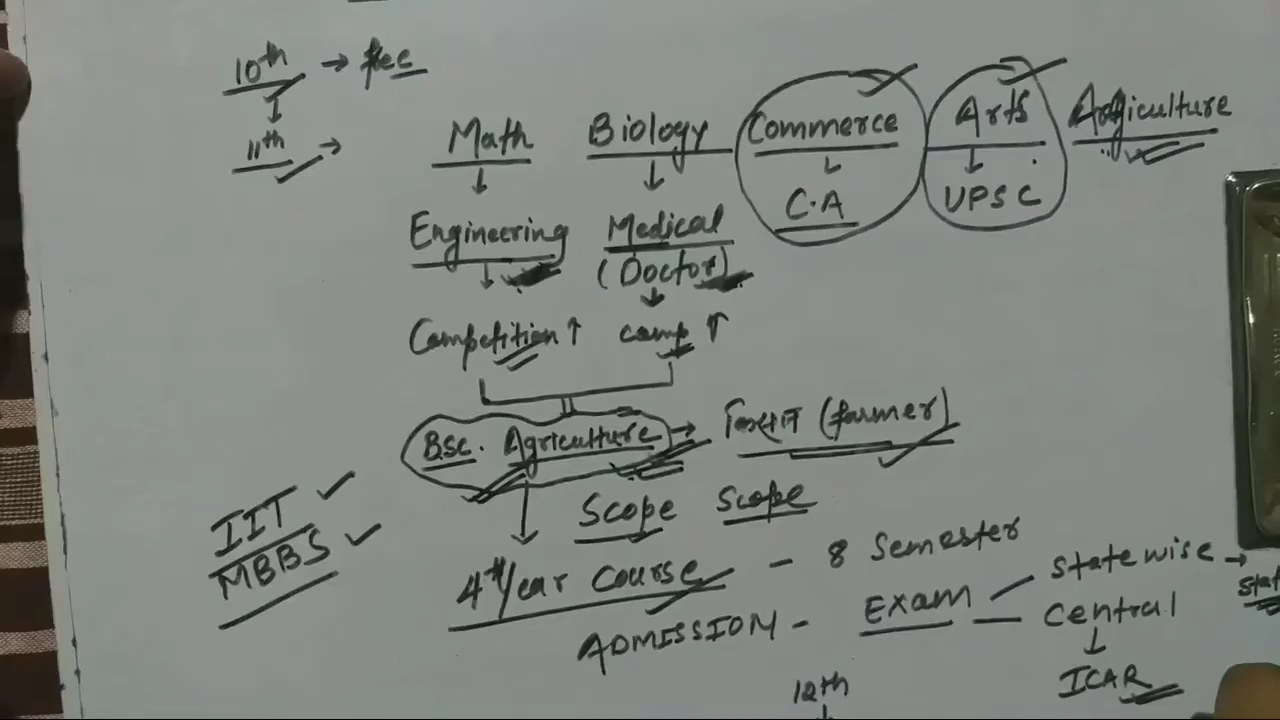 10th →
11th → Math Biology Commerce Arts Agriculture
↓ ↓ ↓ ↓
Engineering Medical C.A UPSC
(Doctor)
↓ ↓
Competition ↑ comp ↑
Bsc. Agriculture → किसान (farmer)
IIT
MBBS
Scope Scope
4th year course - 8 Semester
ADMISSION - Exam - statewise →
Central
↓
ICAR
12th
↓